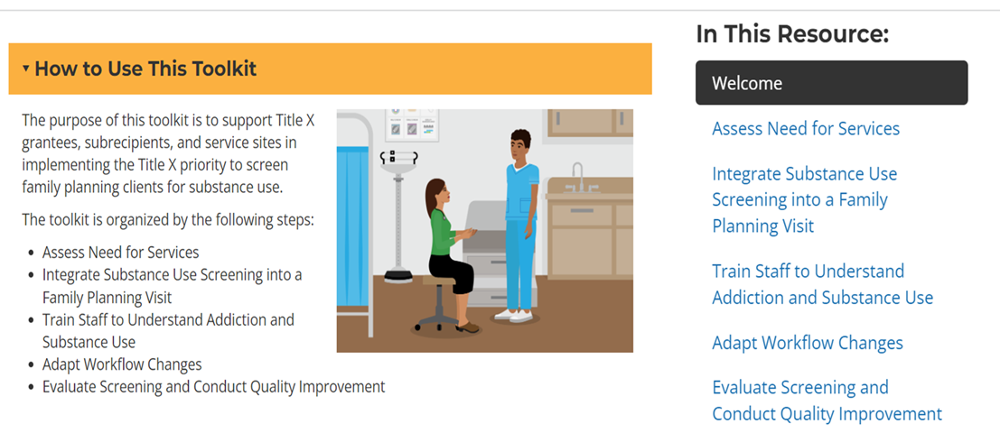 How to Use This Toolkit
The purpose of this toolkit is to support Title X
grantees, subrecipients, and service sites in
implementing the Title X priority to screen
family planning clients for substance use.
The toolkit is organized by the following steps:
• Assess Need for Services
• Integrate Substance Use Screening into a
Family Planning Visit
• Train Staff to Understand Addiction and
Substance Use
• Adapt Workflow Changes
• Evaluate Screening and Conduct Quality Improvement
In This Resource:
Welcome
Assess Need for Services
Integrate Substance Use
Screening into a Family
Planning Visit
Train Staff to Understand
Addiction and Substance Use
Adapt Workflow Changes
Evaluate Screening and
Conduct Quality Improvement